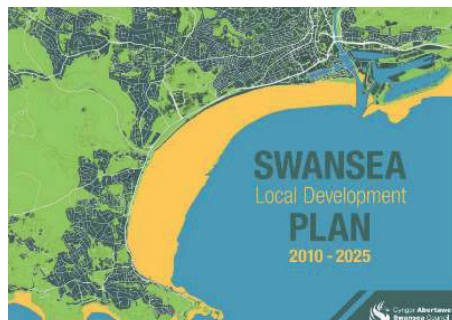 SWANSEA
Local Development
PLAN
2010 - 2025
Cyngor Abertawe
Swansea Council